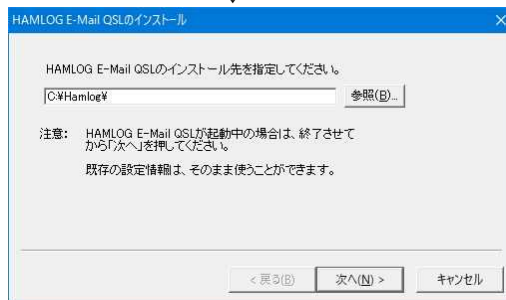 HAMLOG E-Mail QSLのインストール
HAMLOG E-Mail QSLのインストール先を指定してください。
C:¥Hamlog¥
参照(B)...
注意: HAMLOG E-Mail QSLが起動中の場合は、終了させて
から「次へ」を押してください。
既存の設定情報は、そのまま使うことができます。
< 戻る(B) 次へ(N) > キャンセル